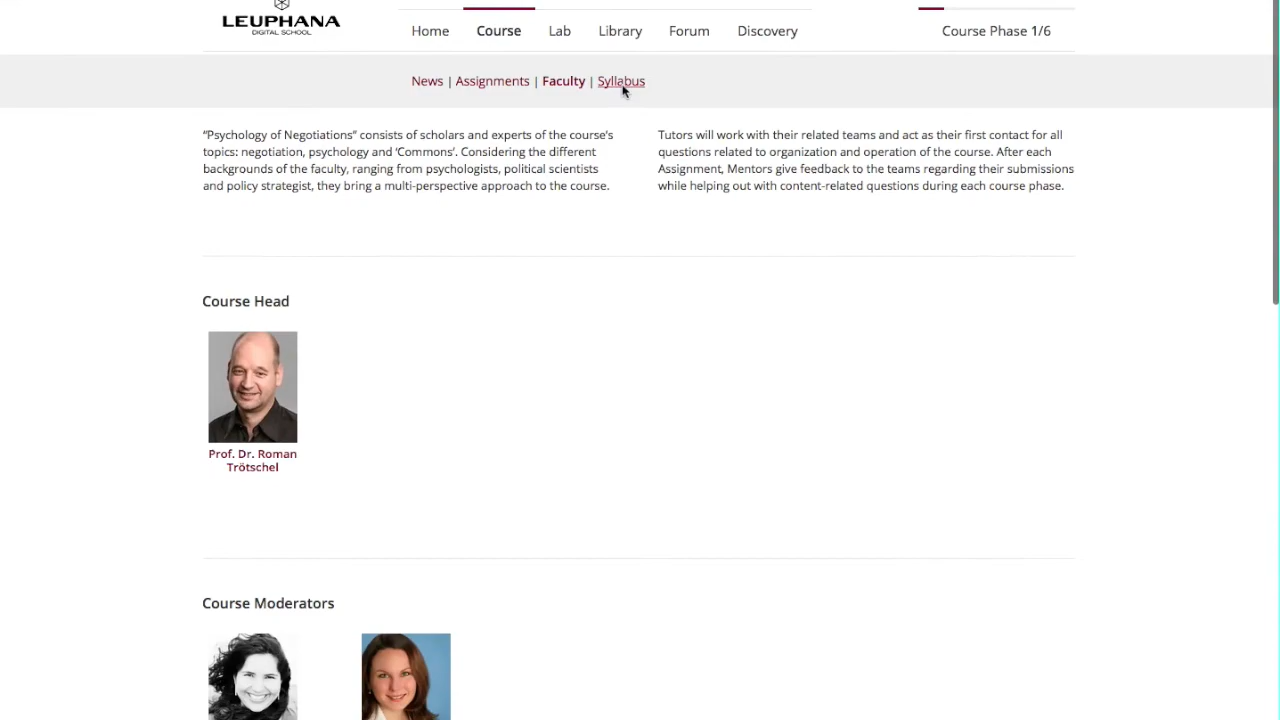 LEUPHANA
DIGITAL SCHOOL
Home Course Lab Library Forum Discovery
Course Phase 1/6
News | Assignments | Faculty | Syllabus
“Psychology of Negotiations” consists of scholars and experts of the course’s
topics: negotiation, psychology and ‘Commons’. Considering the different
backgrounds of the faculty, ranging from psychologists, political scientists
and policy strategist, they bring a multi-perspective approach to the course.
Tutors will work with their related teams and act as their first contact for all
questions related to organization and operation of the course. After each
Assignment, Mentors give feedback to the teams regarding their submissions
while helping out with content-related questions during each course phase.
Course Head
Prof. Dr. Roman
Trötschel
Course Moderators